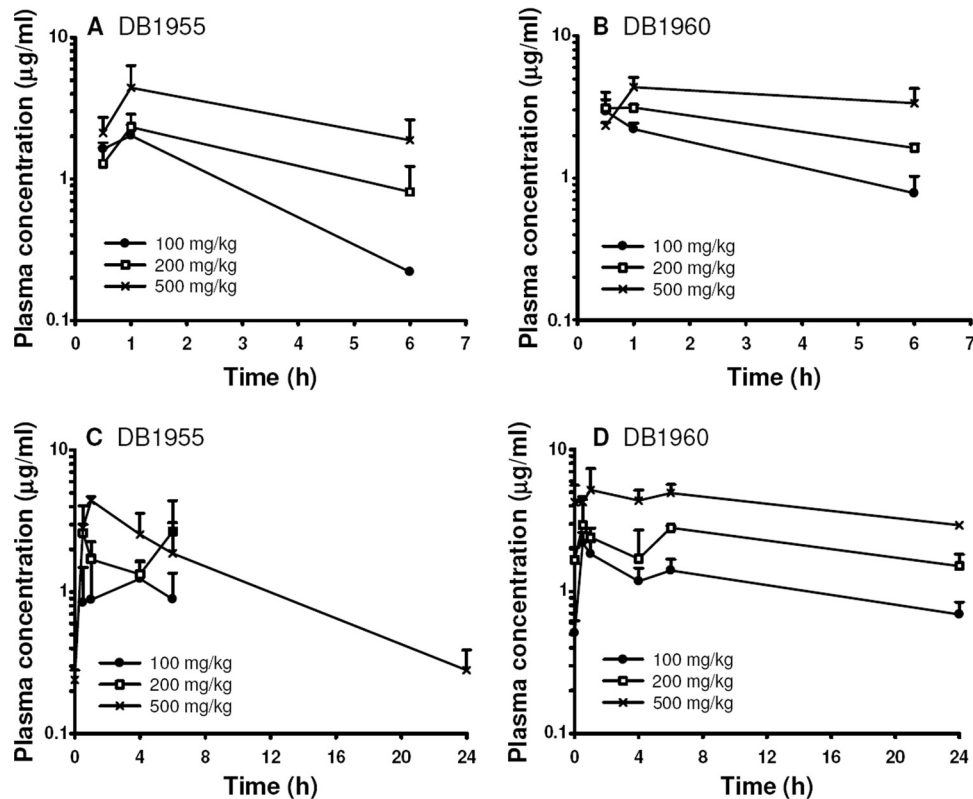 A DB1955
Plasma concentration (µg/ml)
10
1
0.1
100 mg/kg
200 mg/kg
500 mg/kg
0 1 2 3 4 5 6 7
Time (h)
B DB1960
Plasma concentration (µg/ml)
10
1
0.1
100 mg/kg
200 mg/kg
500 mg/kg
0 1 2 3 4 5 6 7
Time (h)
C DB1955
Plasma concentration (µg/ml)
10
1
0.1
100 mg/kg
200 mg/kg
500 mg/kg
0 4 8 12 16 20 24
Time (h)
D DB1960
Plasma concentration (µg/ml)
10
1
0.1
100 mg/kg
200 mg/kg
500 mg/kg
0 4 8 12 16 20 24
Time (h)